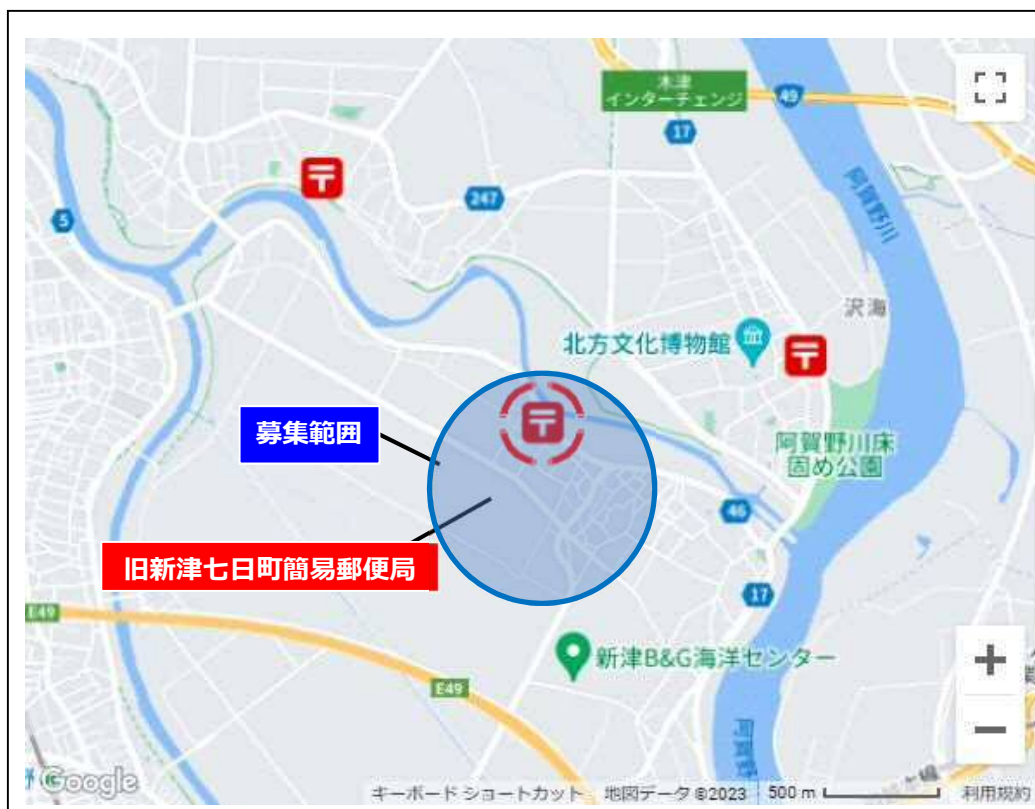 木津
インターチェンジ
49
17
〒
5
247
阿賀野川
沢海
北方文化博物館
〒
募集範囲
〒
阿賀野川床
固め公園
46
旧新津七日町簡易郵便局
17
E49
新津B&G海洋センター
E49
阿賀野
Google
キーボード ショートカット
地図データ ©2023
500 m
利用規約